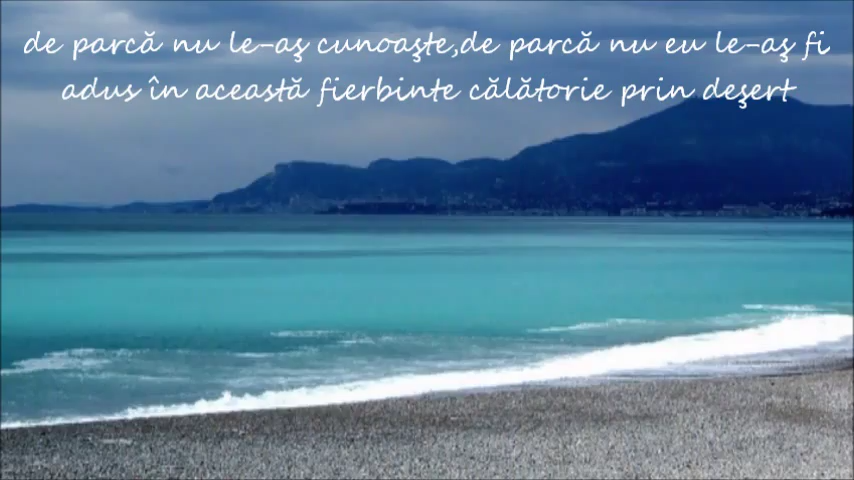 de parcă nu le-aş cunoaşte,de parcă nu eu le-aş fi
adus în această fierbinte călătorie prin deşert